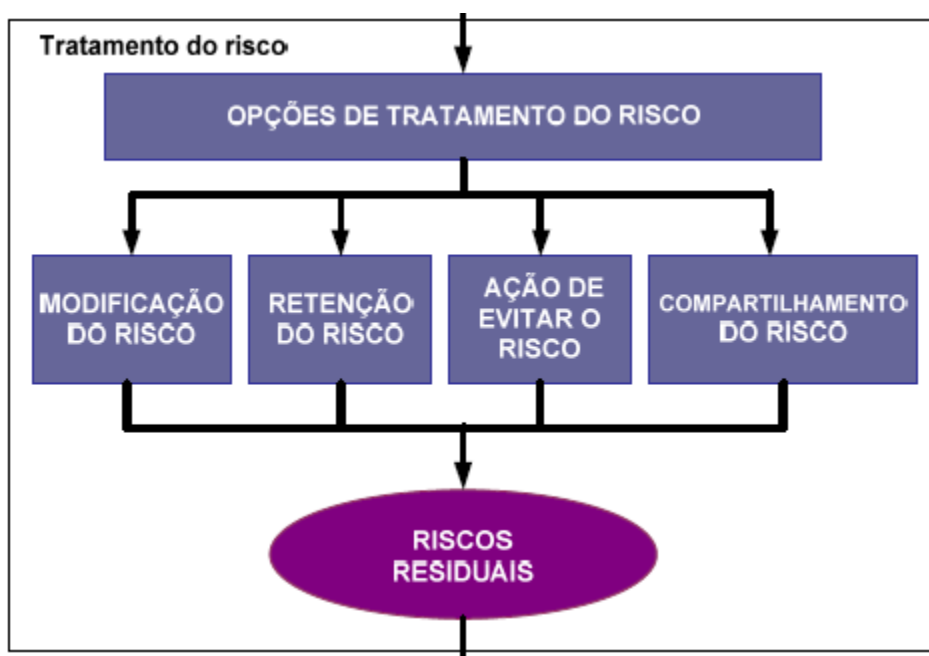 Tratamento do risco
OPÇÕES DE TRATAMENTO DO RISCO
MODIFICAÇÃO
DO RISCO
RETENÇÃO
DO RISCO
AÇÃO DE
EVITAR O
RISCO
COMPARTILHAMENTO
DO RISCO
RISCOS
RESIDUAIS